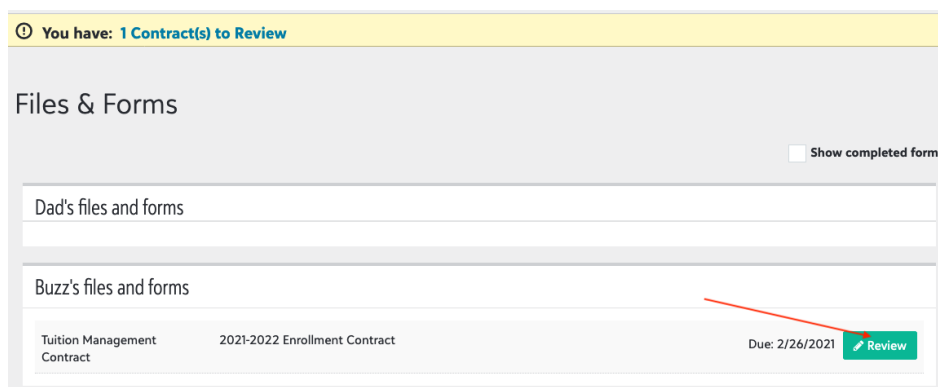 You have: 1 Contract(s) to Review
Files & Forms
Show completed form
Dad's files and forms
Buzz's files and forms
Tuition Management 2021-2022 Enrollment Contract Due: 2/26/2021 Review
Contract